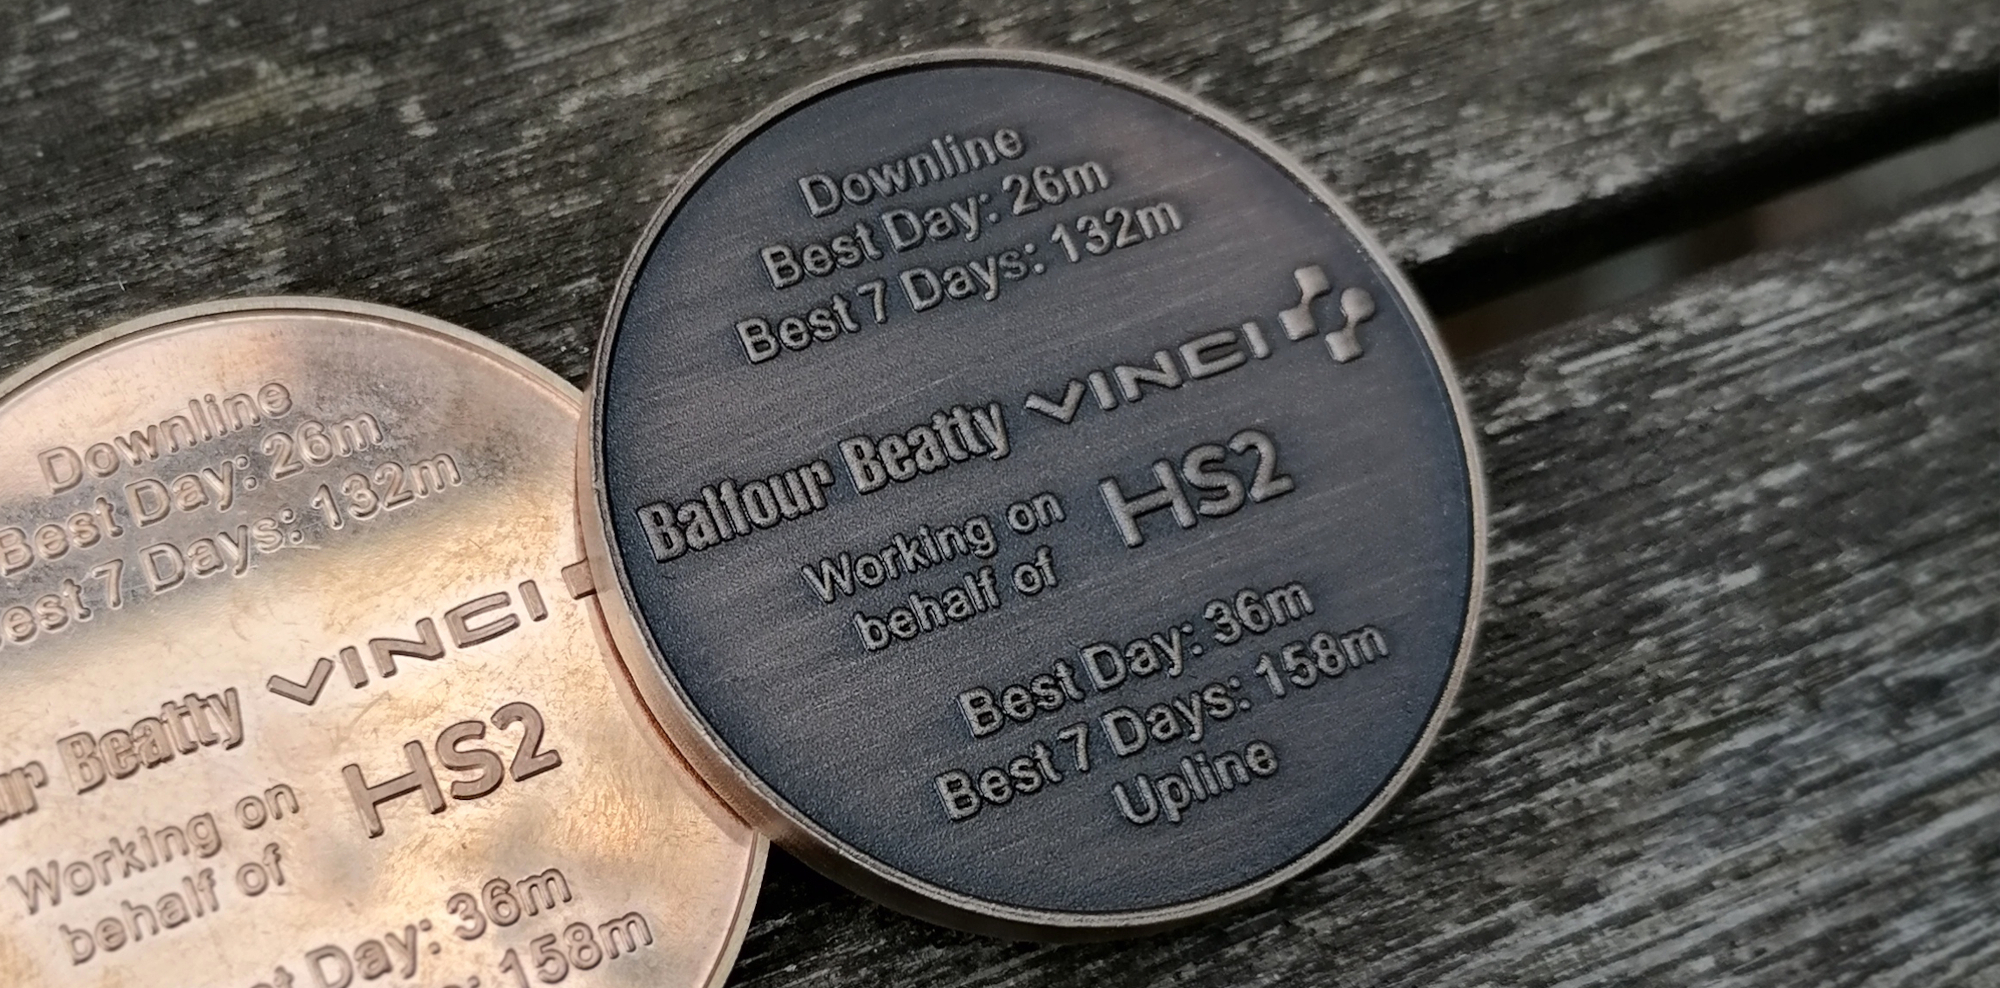 Downline
Best Day: 26m
Best 7 Days: 132m
Balfour Beatty VINCI
Working on
behalf of
HS2
Best Day: 36m
Best 7 Days: 158m
Upline
Downline
Best Day: 26m
Best 7 Days: 132m
Beatty VINCI
Working on
behalf of
HS2
Day: 36m
158m